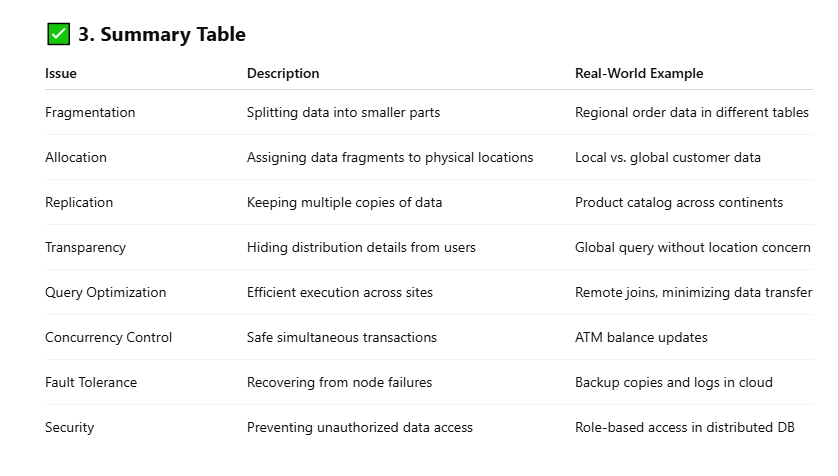 ✅ 3. Summary Table
Issue Description Real-World Example
Fragmentation Splitting data into smaller parts Regional order data in different tables
Allocation Assigning data fragments to physical locations Local vs. global customer data
Replication Keeping multiple copies of data Product catalog across continents
Transparency Hiding distribution details from users Global query without location concern
Query Optimization Efficient execution across sites Remote joins, minimizing data transfer
Concurrency Control Safe simultaneous transactions ATM balance updates
Fault Tolerance Recovering from node failures Backup copies and logs in cloud
Security Preventing unauthorized data access Role-based access in distributed DB